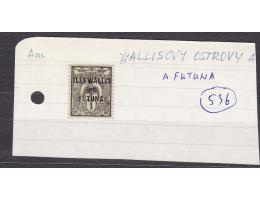 Am
WALLISOVY OSTROVY A
A FUTUNA
536
ILES WALLIS
et
FUTUNA